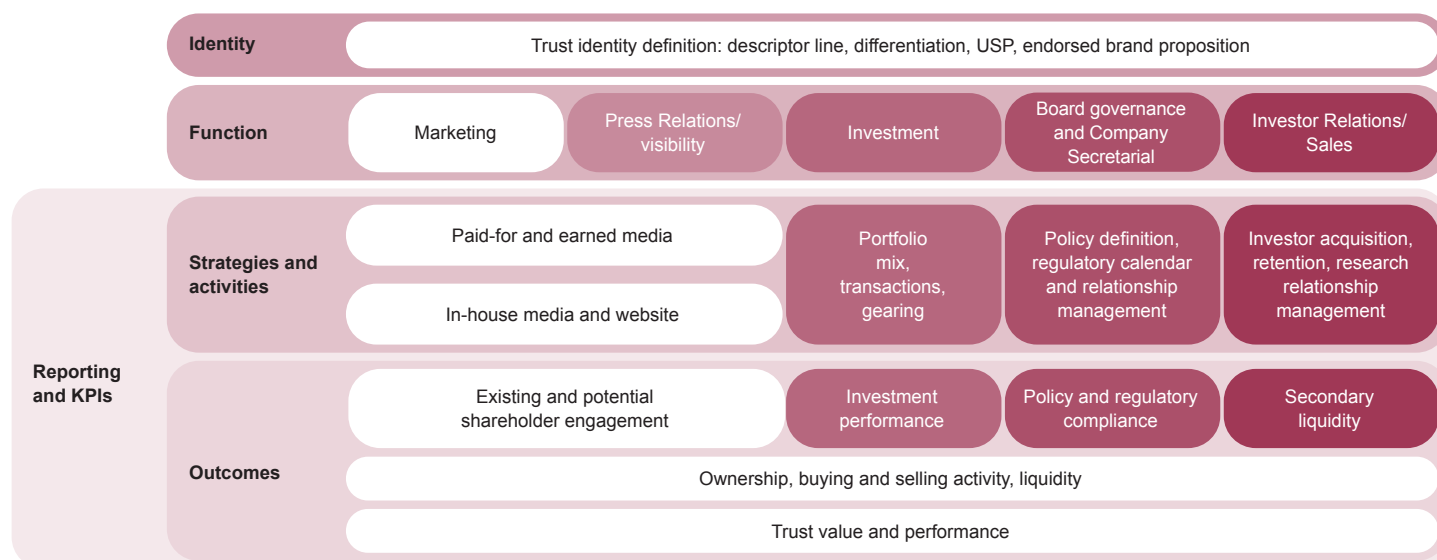 Identity
Trust identity definition: descriptor line, differentiation, USP, endorsed brand proposition
Function
Marketing
Press Relations/
visibility
Investment
Board governance
and Company
Secretarial
Investor Relations/
Sales
Reporting
and KPIs
Strategies and
activities
Paid-for and earned media
In-house media and website
Portfolio
mix,
transactions,
gearing
Policy definition,
regulatory calendar
and relationship
management
Investor acquisition,
retention, research
relationship
management
Outcomes
Existing and potential
shareholder engagement
Investment
performance
Policy and regulatory
compliance
Secondary
liquidity
Ownership, buying and selling activity, liquidity
Trust value and performance